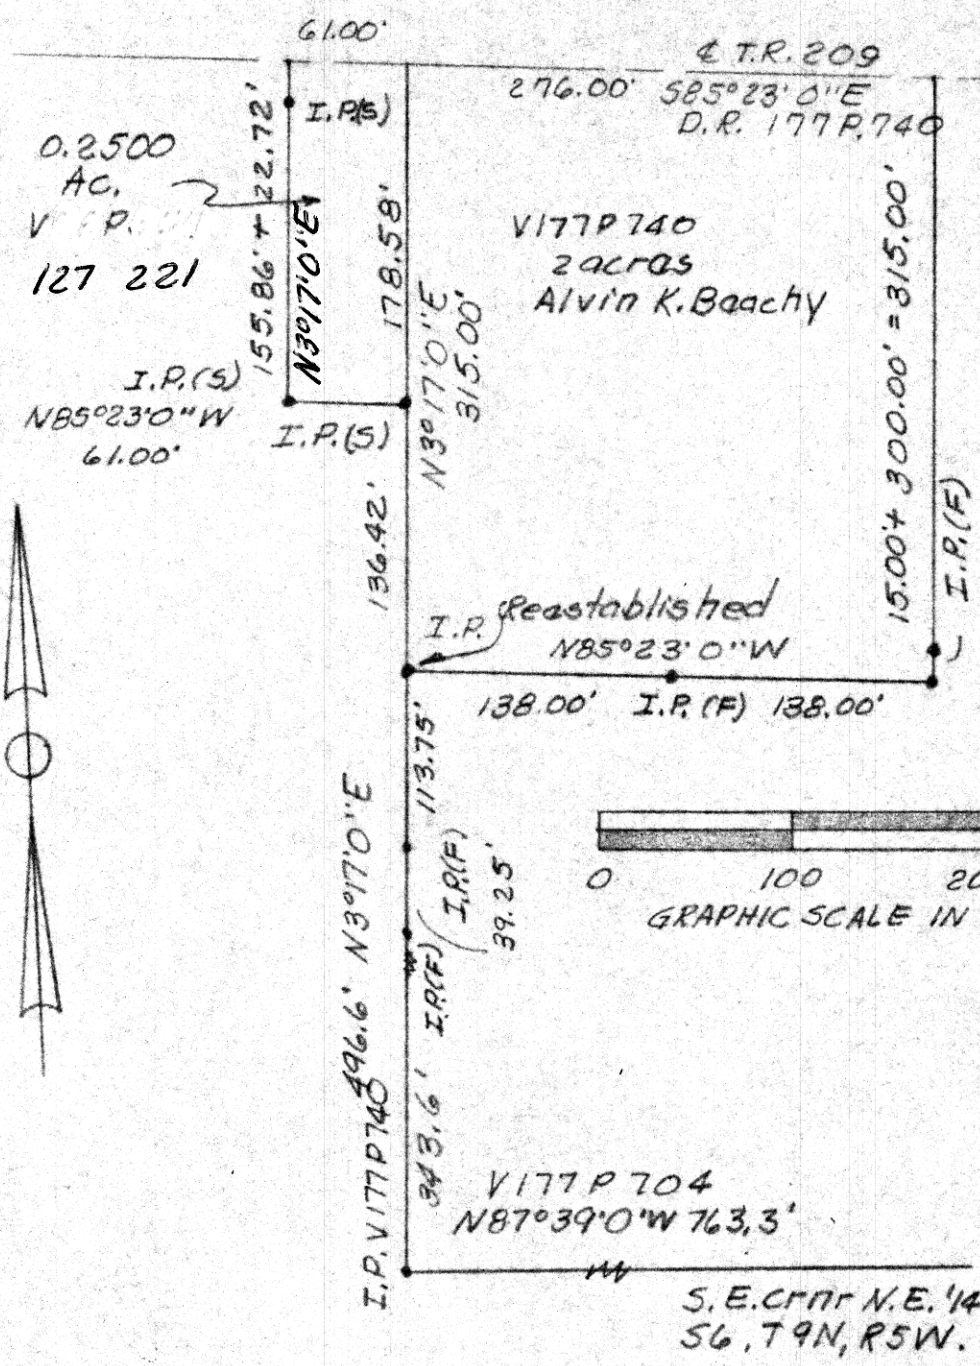 61.00'
℄ T.R. 209
276.00' S85°23'0"E
D.R. 177 P. 740
I.P.(S)
155.86' + 22.72'
0.2500
AC.
V P.
127 221
N3°17'0"E
178.58'
N3°17'0"E
315.00'
V177P740
2 acres
Alvin K. Beachy
15.00' + 300.00' = 315.00'
I.P.(F)
I.P.(S)
N85°23'0"W
61.00'
I.P.(S)
136.42'
I.P. Reestablished
N85°23'0"W
138.00' I.P.(F) 138.00'
113.75'
I.P.(F)
39.25'
I.P.(F)
496.6' N3°17'0"E
I.P. V177P740
343.6'
0 100
GRAPHIC SCALE IN
V177 P 704
N87°39'0"W 763.3'
S.E. Crnr N.E. 1/4
S6, T9N, R5W.